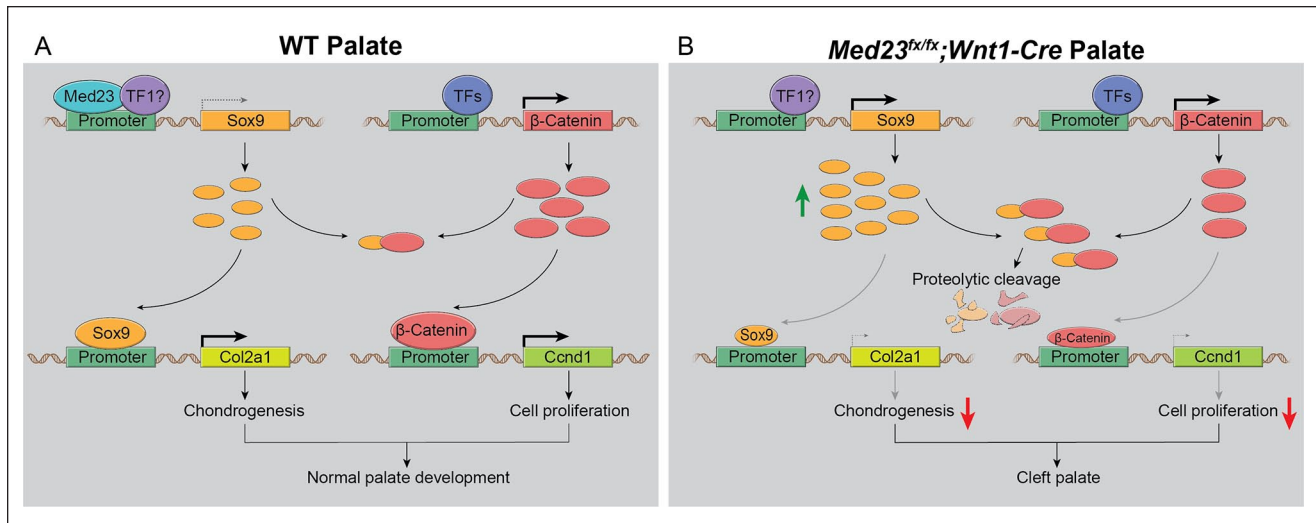 A
WT Palate
Med23
TF1?
TFs
Promoter
Sox9
Promoter
β-Catenin
Sox9
β-Catenin
Promoter
Col2a1
Promoter
Ccnd1
Chondrogenesis
Cell proliferation
Normal palate development
B
Med23fx/fx;Wnt1-Cre Palate
TF1?
TFs
Promoter
Sox9
Promoter
β-Catenin
Proteolytic cleavage
Sox9
β-Catenin
Promoter
Col2a1
Promoter
Ccnd1
Chondrogenesis
Cell proliferation
Cleft palate